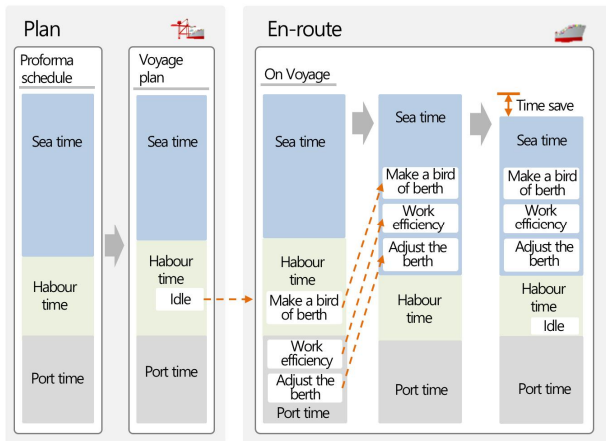 Plan
Proforma
schedule
Sea time
Habour
time
Port time
Voyage
plan
Sea time
Habour
time
Idle
Port time
En-route
On Voyage
Habour
time
Make a bird
of berth
Work
efficiency
Adjust the
berth
Port time
Sea time
Make a bird
of berth
Work
efficiency
Adjust the
berth
Habour
time
Port time
Time save
Sea time
Make a bird
of berth
Work
efficiency
Adjust the
berth
Habour
time
Idle
Port time